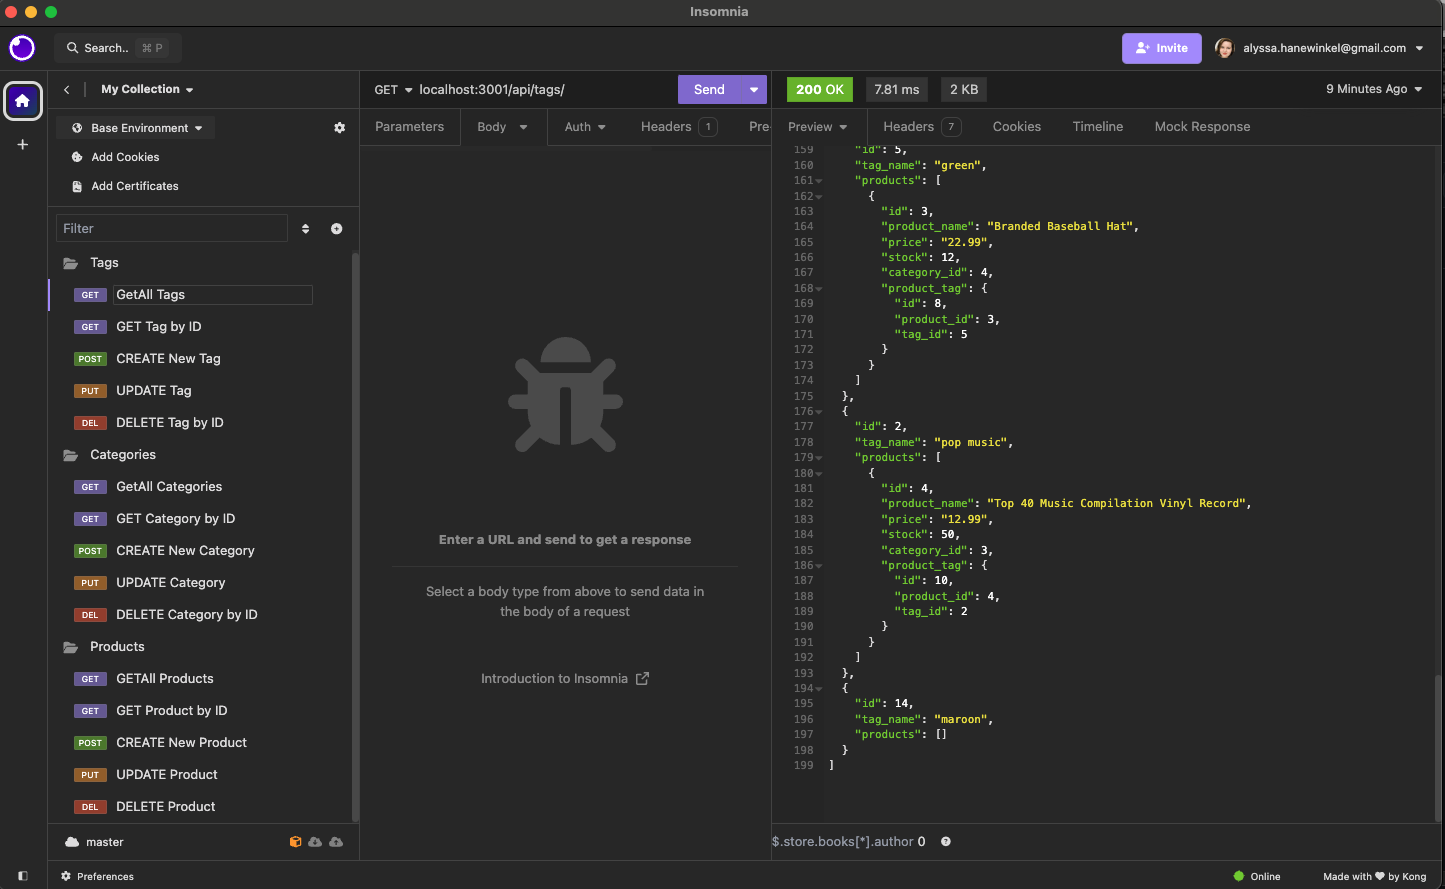 Insomnia
Search.. ⌘ P
Invite
alyssa.hanewinkel@gmail.com
My Collection
Base Environment
Add Cookies
Add Certificates
Filter
Tags
GET GetAll Tags
GET GET Tag by ID
POST CREATE New Tag
PUT UPDATE Tag
DEL DELETE Tag by ID
Categories
GET GetAll Categories
GET GET Category by ID
POST CREATE New Category
PUT UPDATE Category
DEL DELETE Category by ID
Products
GET GETAll Products
GET GET Product by ID
POST CREATE New Product
PUT UPDATE Product
DEL DELETE Product
master
Preferences
GET localhost:3001/api/tags/ Send
Parameters Body Auth Headers 1 Pre-
Enter a URL and send to get a response
Select a body type from above to send data in
the body of a request
Introduction to Insomnia
200 OK 7.81 ms 2 KB 9 Minutes Ago
Preview Headers 7 Cookies Timeline Mock Response
159 "id": 5,
160 "tag_name": "green",
161 "products": [
162 {
163 "id": 3,
164 "product_name": "Branded Baseball Hat",
165 "price": "22.99",
166 "stock": 12,
167 "category_id": 4,
168 "product_tag": {
169 "id": 8,
170 "product_id": 3,
171 "tag_id": 5
172 }
173 }
174 ]
175 },
176 {
177 "id": 2,
178 "tag_name": "pop music",
179 "products": [
180 {
181 "id": 4,
182 "product_name": "Top 40 Music Compilation Vinyl Record",
183 "price": "12.99",
184 "stock": 50,
185 "category_id": 3,
186 "product_tag": {
187 "id": 10,
188 "product_id": 4,
189 "tag_id": 2
190 }
191 }
192 ]
193 },
194 {
195 "id": 14,
196 "tag_name": "maroon",
197 "products": []
198 }
199 ]
$.store.books[*].author 0
Online
Made with ♥ by Kong